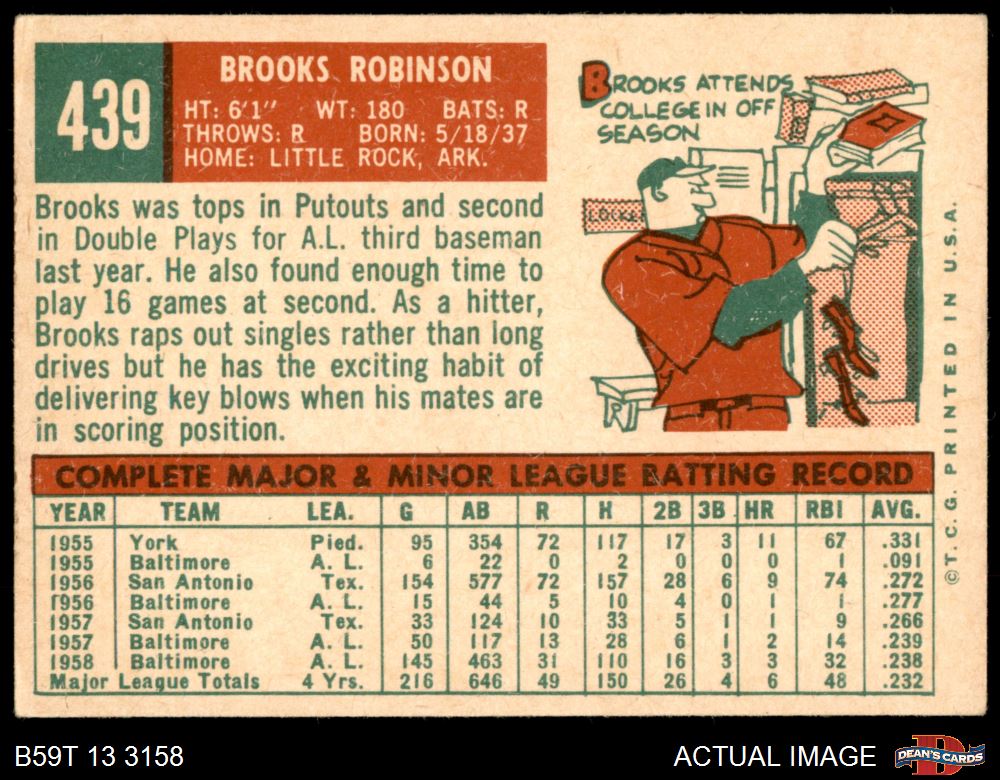 439
BROOKS ROBINSON
HT: 6'1" WT: 180 BATS: R
THROWS: R BORN: 5/18/37
HOME: LITTLE ROCK, ARK.
BROOKS ATTENDS
COLLEGE IN OFF
SEASON
LOCKE
Brooks was tops in Putouts and second
in Double Plays for A.L. third baseman
last year. He also found enough time to
play 16 games at second. As a hitter,
Brooks raps out singles rather than long
drives but he has the exciting habit of
delivering key blows when his mates are
in scoring position.
COMPLETE MAJOR & MINOR LEAGUE BATTING RECORD
YEAR TEAM LEA. G AB R H 2B 3B HR RBI AVG.
1955 York Pied. 95 354 72 117 17 3 11 67 .331
1955 Baltimore A. L. 6 22 0 2 0 0 0 1 .091
1956 San Antonio Tex. 154 577 72 157 28 6 9 74 .272
1956 Baltimore A. L. 15 44 5 10 4 0 1 1 .277
1957 San Antonio Tex. 33 124 10 33 5 1 1 9 .266
1957 Baltimore A. L. 50 117 13 28 6 1 2 14 .239
1958 Baltimore A. L. 145 463 31 110 16 3 3 32 .238
Major League Totals 4 Yrs. 216 646 49 150 26 4 6 48 .232
©T. C. G. PRINTED IN U.S.A.
B59T 13 3158
ACTUAL IMAGE
D
DEAN'S CARDS